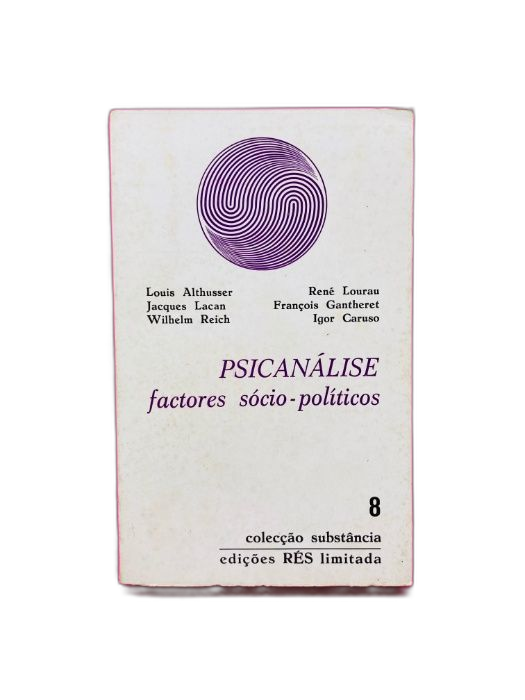 Louis Althusser
Jacques Lacan
Wilhelm Reich
René Lourau
François Gantheret
Igor Caruso
PSICANÁLISE
factores sócio-políticos
8
colecção substância
edições RÉS limitada